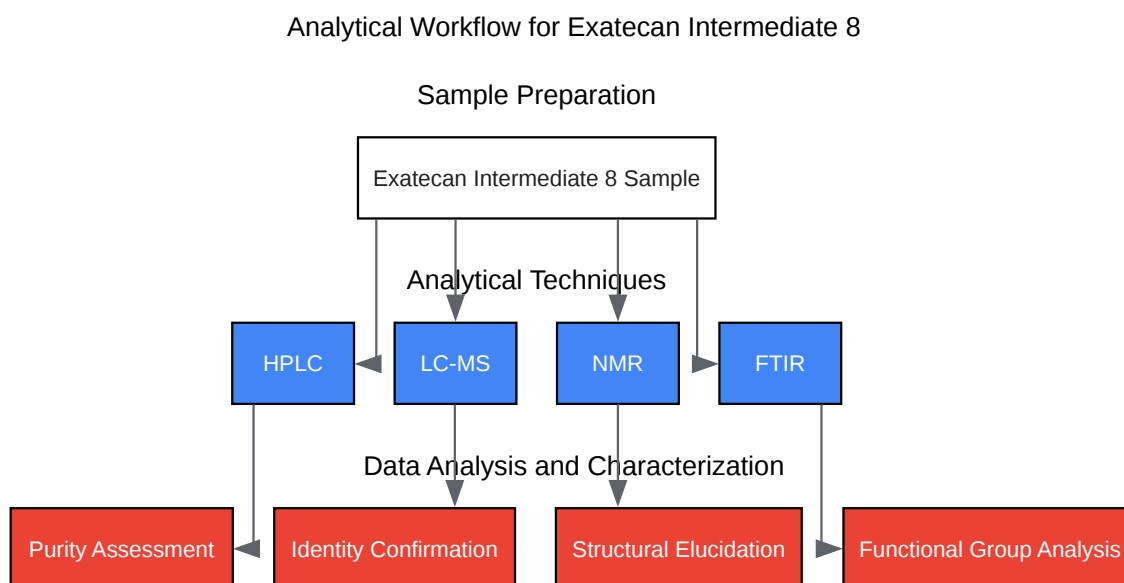 Analytical Workflow for Exatecan Intermediate 8
Sample Preparation
Exatecan Intermediate 8 Sample
Analytical Techniques
HPLC
LC-MS
NMR
FTIR
Data Analysis and Characterization
Purity Assessment
Identity Confirmation
Structural Elucidation
Functional Group Analysis